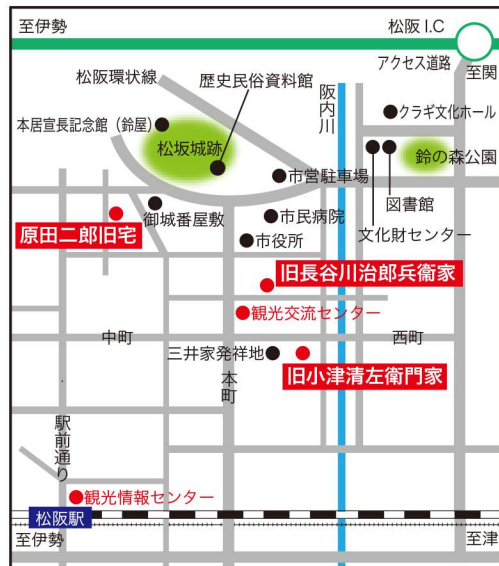 至伊勢
松阪 I.C
アクセス道路
至関
松阪環状線
歴史民俗資料館
阪内川
クラギ文化ホール
本居宣長記念館（鈴屋）
松坂城跡
鈴の森公園
市営駐車場
図書館
御城番屋敷
市民病院
文化財センター
原田二郎旧宅
市役所
旧長谷川治郎兵衞家
観光交流センター
中町
三井家発祥地
西町
旧小津清左衛門家
本町
駅前通り
観光情報センター
松阪駅
至伊勢
至津